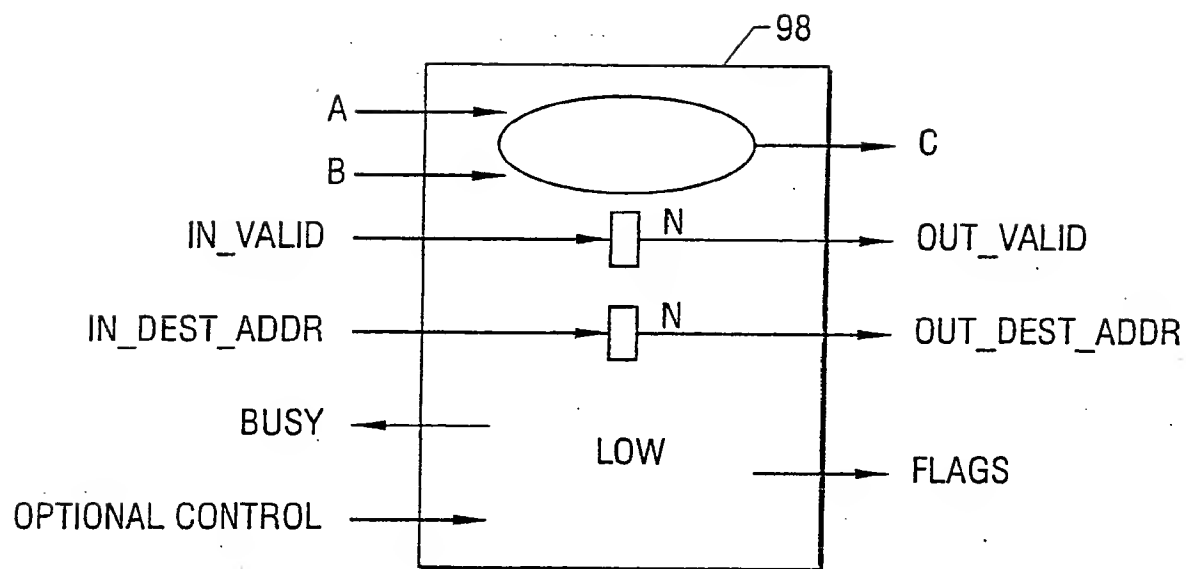 98
A
B
C
IN_VALID
N
OUT_VALID
IN_DEST_ADDR
N
OUT_DEST_ADDR
BUSY
LOW
FLAGS
OPTIONAL CONTROL